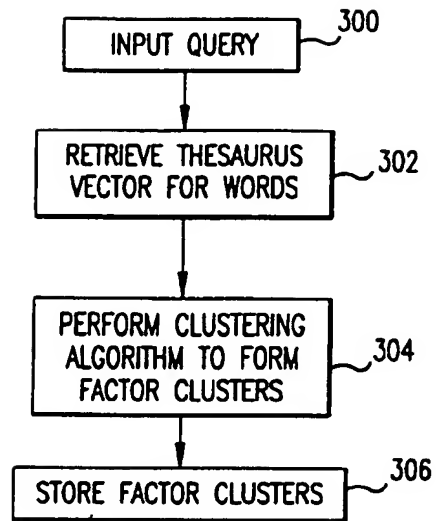 INPUT QUERY
300
RETRIEVE THESAURUS
VECTOR FOR WORDS
302
PERFORM CLUSTERING
ALGORITHM TO FORM
FACTOR CLUSTERS
304
STORE FACTOR CLUSTERS
306